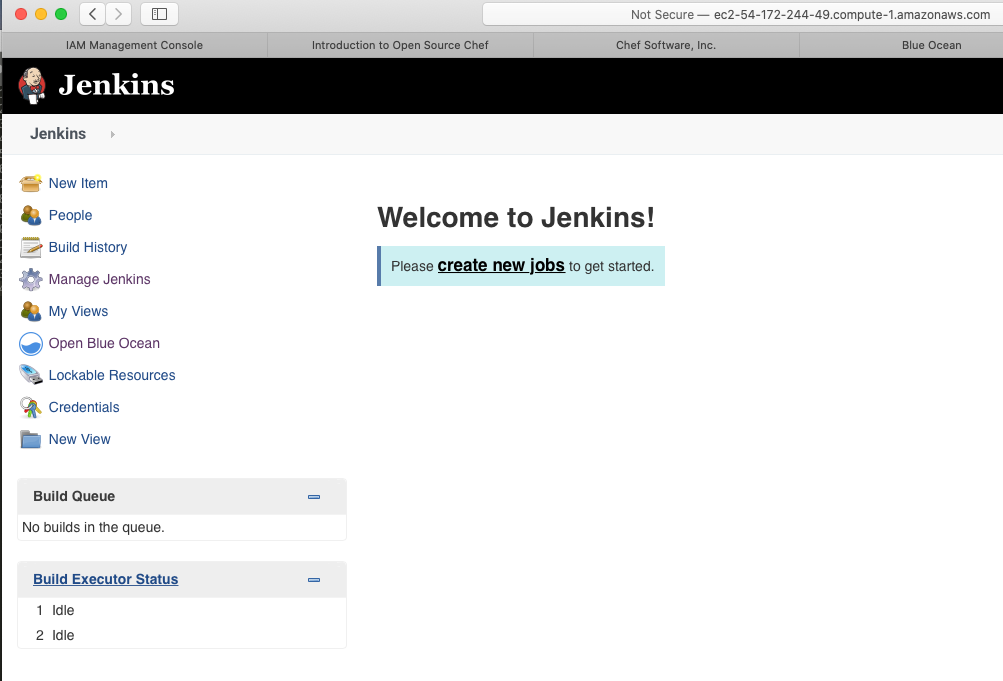 Not Secure — ec2-54-172-244-49.compute-1.amazonaws.com
IAM Management Console
Introduction to Open Source Chef
Chef Software, Inc.
Blue Ocean
Jenkins
Jenkins
New Item
People
Build History
Manage Jenkins
My Views
Open Blue Ocean
Lockable Resources
Credentials
New View
Welcome to Jenkins!
Please create new jobs to get started.
Build Queue
No builds in the queue.
Build Executor Status
1 Idle
2 Idle